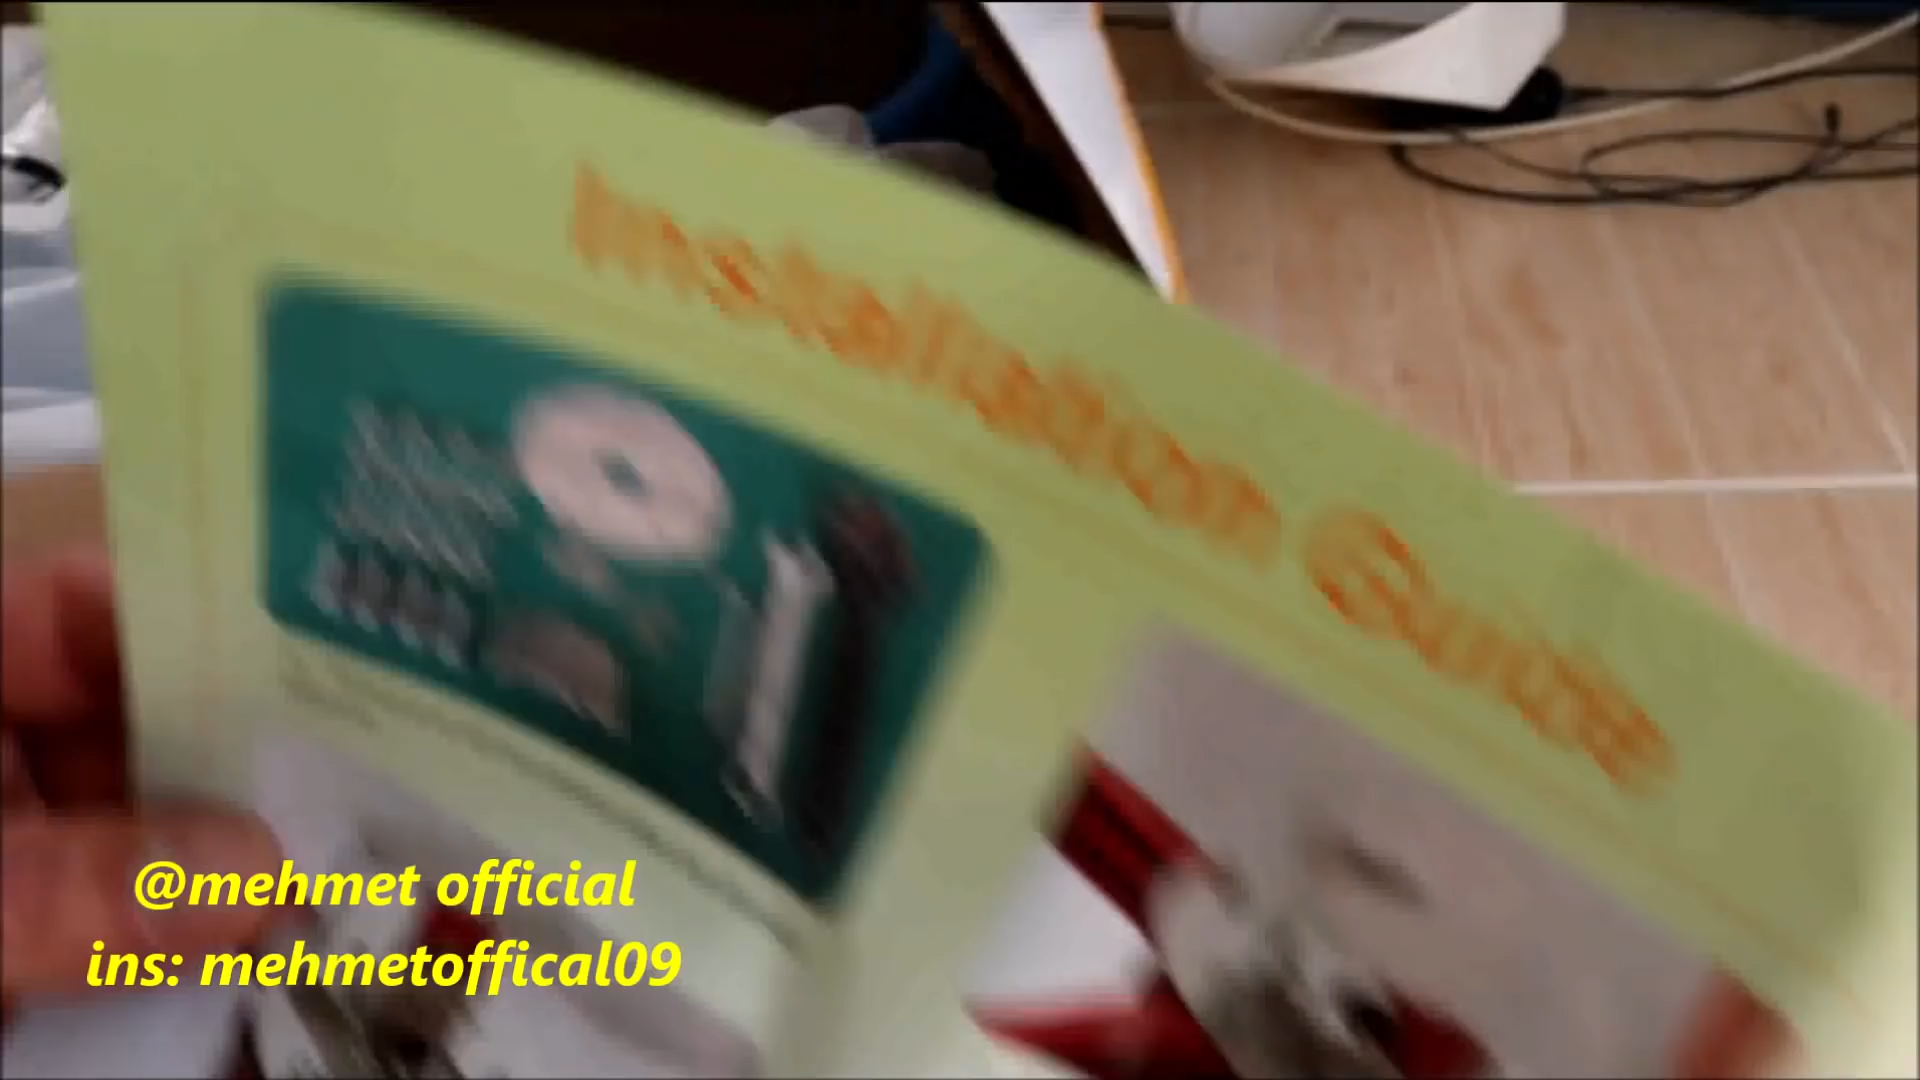 Installation Guide
@mehmet official
ins: mehmetoffical09